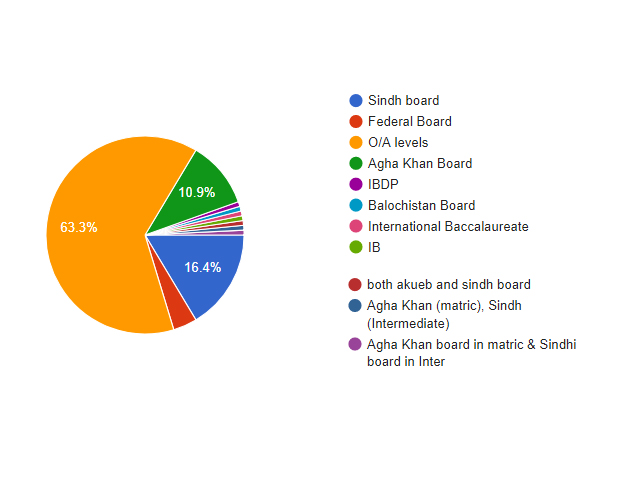 Sindh board
Federal Board
O/A levels
Agha Khan Board
IBDP
Balochistan Board
International Baccalaureate
IB
both akueb and sindh board
Agha Khan (matric), Sindh
(Intermediate)
Agha Khan board in matric & Sindhi
board in Inter
10.9%
63.3%
16.4%